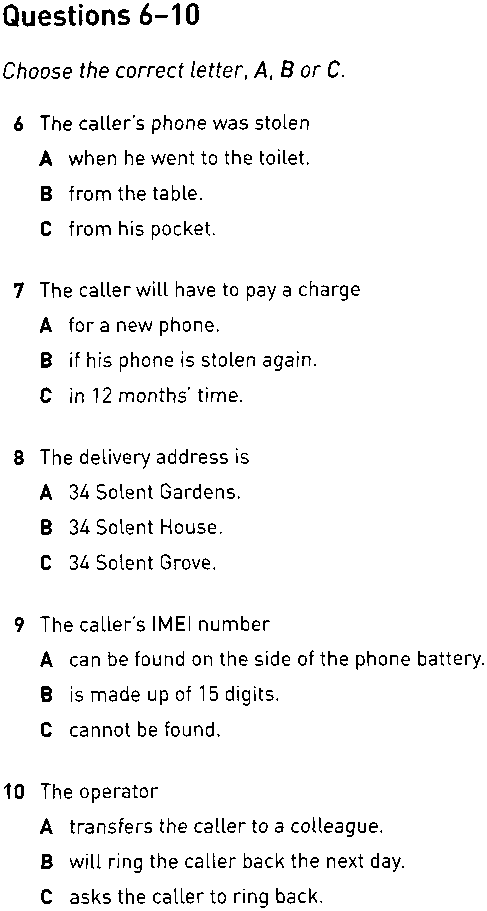 Questions 6–10
Choose the correct letter, A, B or C.
6 The caller's phone was stolen
A when he went to the toilet.
B from the table.
C from his pocket.
7 The caller will have to pay a charge
A for a new phone.
B if his phone is stolen again.
C in 12 months' time.
8 The delivery address is
A 34 Solent Gardens.
B 34 Solent House.
C 34 Solent Grove.
9 The caller's IMEI number
A can be found on the side of the phone battery.
B is made up of 15 digits.
C cannot be found.
10 The operator
A transfers the caller to a colleague.
B will ring the caller back the next day.
C asks the caller to ring back.